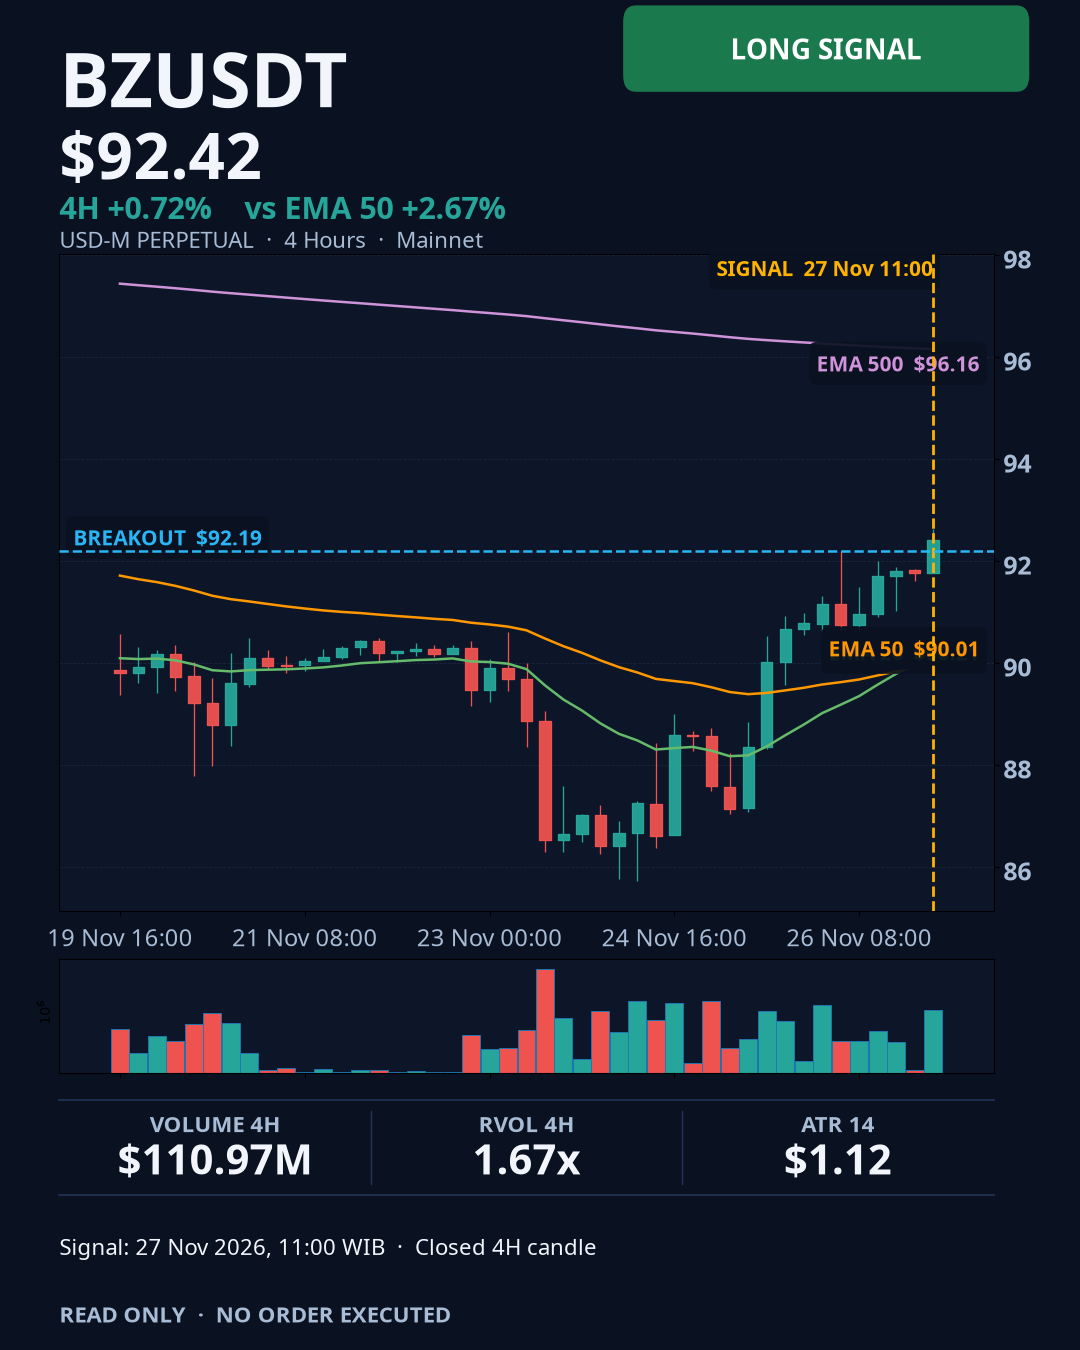 LONG SIGNAL
BZUSDT
$92.42
4H +0.72% vs EMA 50 +2.67%
USD-M PERPETUAL · 4 Hours · Mainnet
SIGNAL 27 Nov 11:00
98
EMA 500 $96.16
96
94
BREAKOUT $92.19
92
EMA 50 $90.01
90
88
86
19 Nov 16:00
21 Nov 08:00
23 Nov 00:00
24 Nov 16:00
26 Nov 08:00
10⁶
VOLUME 4H
$110.97M
RVOL 4H
1.67x
ATR 14
$1.12
Signal: 27 Nov 2026, 11:00 WIB · Closed 4H candle
READ ONLY · NO ORDER EXECUTED